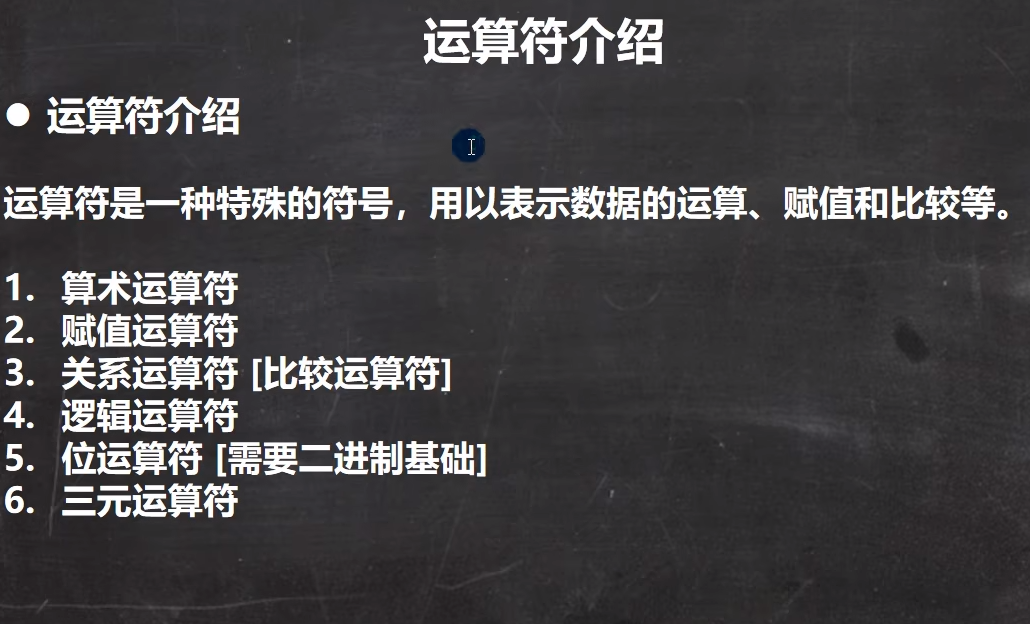 运算符介绍
● 运算符介绍
运算符是一种特殊的符号，用以表示数据的运算、赋值和比较等。
1. 算术运算符
2. 赋值运算符
3. 关系运算符 [比较运算符]
4. 逻辑运算符
5. 位运算符 [需要二进制基础]
6. 三元运算符